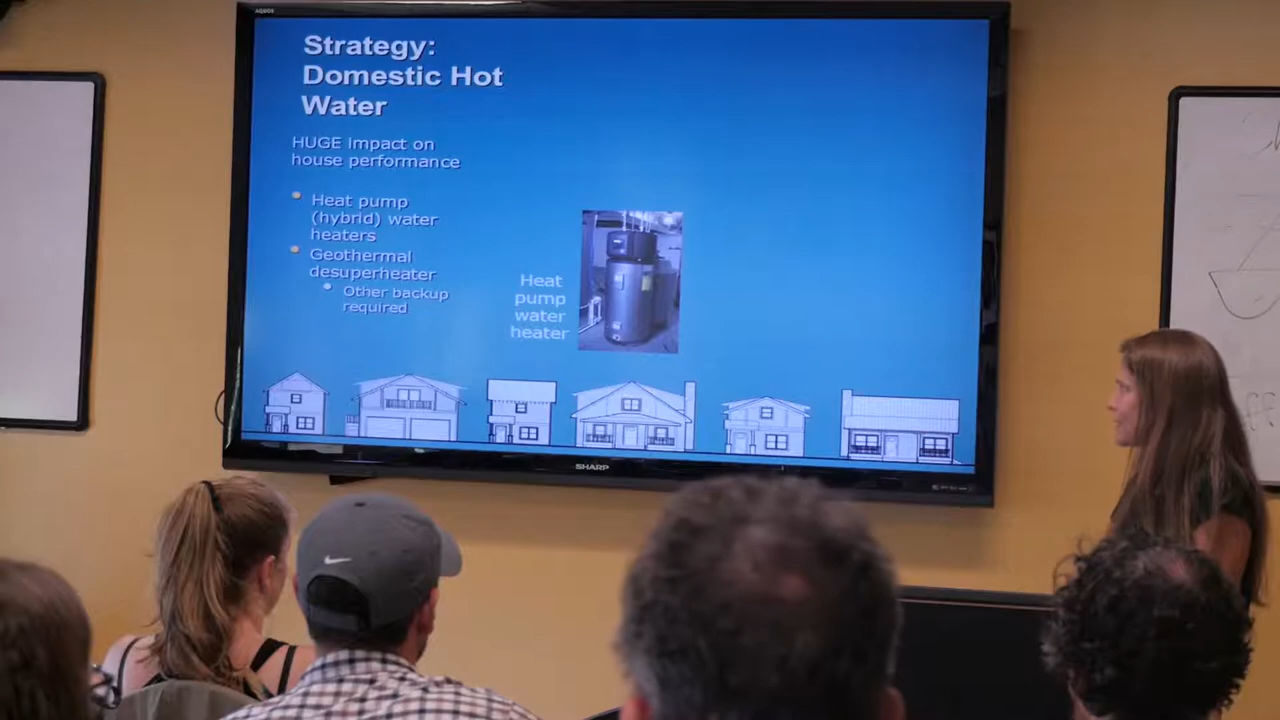 AQUOS
Strategy:
Domestic Hot
Water
HUGE Impact on
house performance
Heat pump
(hybrid) water
heaters
Geothermal
desuperheater
Other backup
required
Heat
pump
water
heater
SHARP